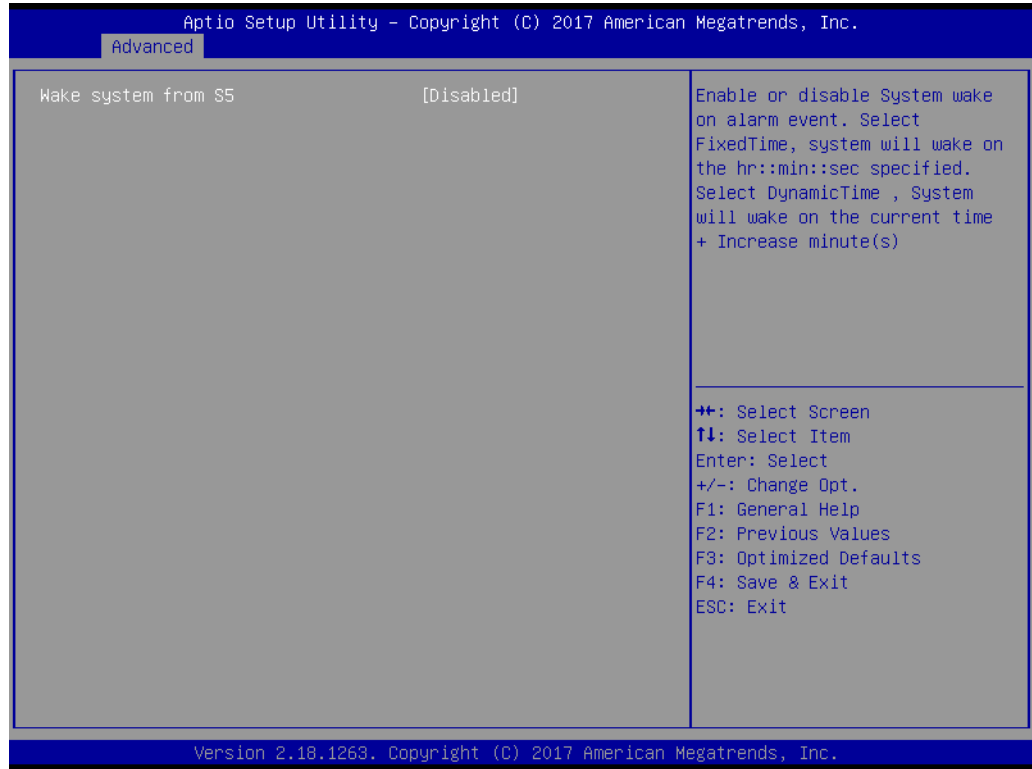 Aptio Setup Utility – Copyright (C) 2017 American Megatrends, Inc.
Advanced
Wake system from S5 [Disabled]
Enable or disable System wake
on alarm event. Select
FixedTime, system will wake on
the hr::min::sec specified.
Select DynamicTime , System
will wake on the current time
+ Increase minute(s)
→←: Select Screen
↑↓: Select Item
Enter: Select
+/-: Change Opt.
F1: General Help
F2: Previous Values
F3: Optimized Defaults
F4: Save & Exit
ESC: Exit
Version 2.18.1263. Copyright (C) 2017 American Megatrends, Inc.